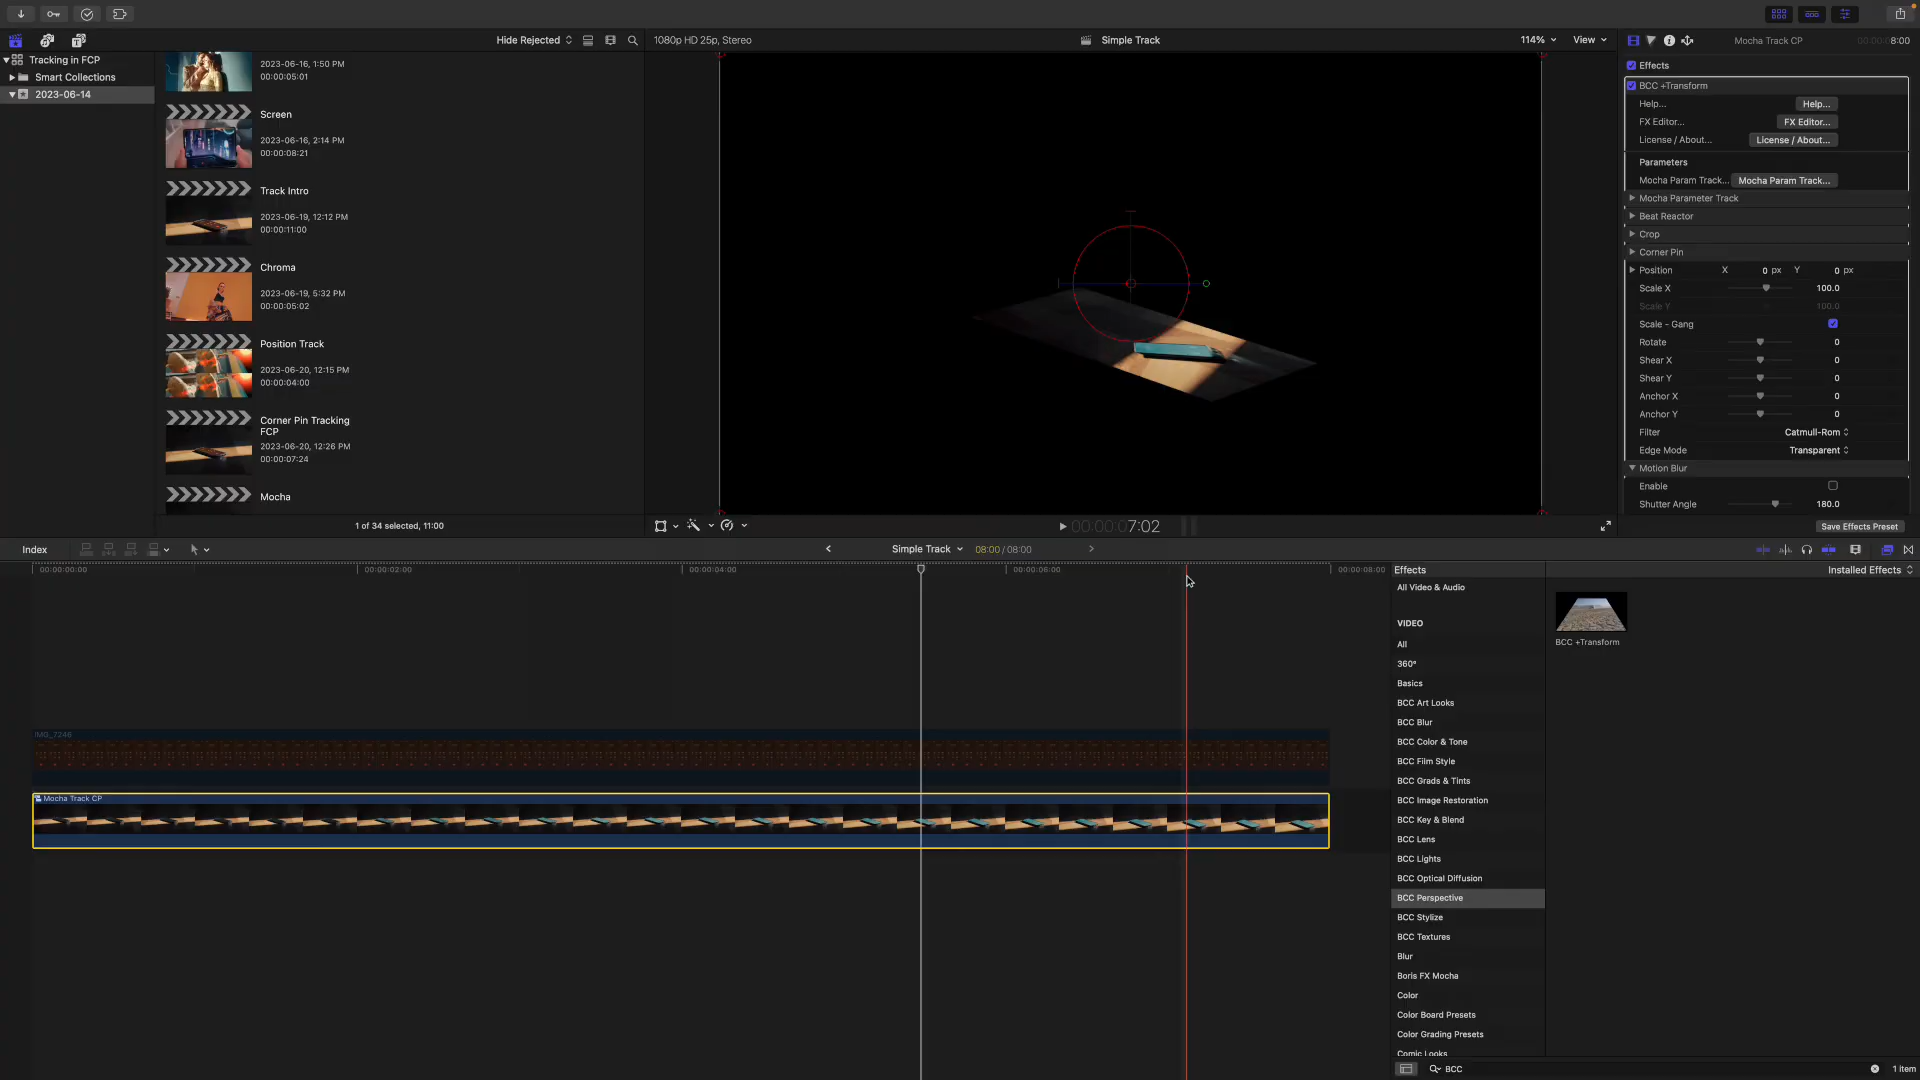 Hide Rejected
1080p HD 25p, Stereo
Simple Track
114%
View
Mocha Track CP
8:00
Tracking in FCP
Smart Collections
2023-06-14
2023-06-16, 1:50 PM
00:00:05:01
Screen
2023-06-16, 2:14 PM
00:00:08:21
Track Intro
2023-06-19, 12:12 PM
00:00:11:00
Chroma
2023-06-19, 5:32 PM
00:00:05:02
Position Track
2023-06-20, 12:15 PM
00:00:04:00
Corner Pin Tracking
FCP
2023-06-20, 12:26 PM
00:00:07:24
Mocha
1 of 34 selected, 11:00
00:00:07:02
Effects
BCC +Transform
Help... Help...
FX Editor... FX Editor...
License / About... License / About...
Parameters
Mocha Param Track... Mocha Param Track...
Mocha Parameter Track
Beat Reactor
Crop
Corner Pin
Position X 0 px Y 0 px
Scale X 100.0
Scale Y 100.0
Scale - Gang
Rotate 0
Shear X 0
Shear Y 0
Anchor X 0
Anchor Y 0
Filter Catmull-Rom
Edge Mode Transparent
Motion Blur
Enable
Shutter Angle 180.0
Save Effects Preset
Index
Simple Track
08:00 / 08:00
00:00:00:00
00:00:02:00
00:00:04:00
00:00:06:00
00:00:08:00
IMG_7246
Mocha Track CP
Effects
Installed Effects
All Video & Audio
VIDEO
All
360°
Basics
BCC Art Looks
BCC Blur
BCC Color & Tone
BCC Film Style
BCC Grads & Tints
BCC Image Restoration
BCC Key & Blend
BCC Lens
BCC Lights
BCC Optical Diffusion
BCC Perspective
BCC Stylize
BCC Textures
Blur
Boris FX Mocha
Color
Color Board Presets
Color Grading Presets
Comic Looks
BCC +Transform
BCC
1 item